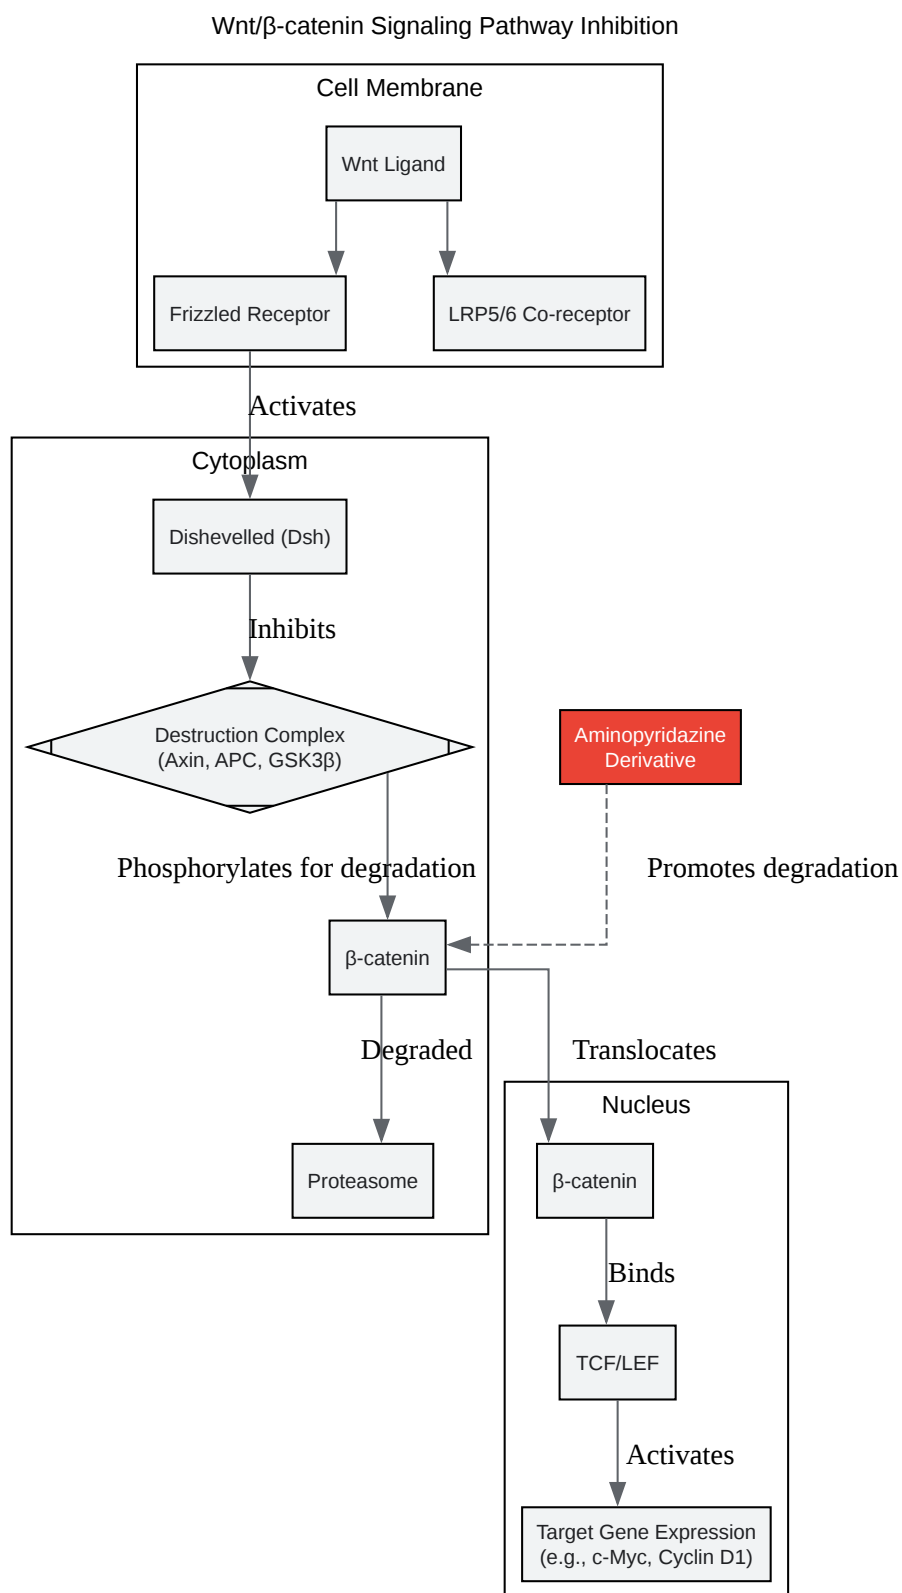 Wnt/β-catenin Signaling Pathway Inhibition
Cell Membrane
Wnt Ligand
Frizzled Receptor
LRP5/6 Co-receptor
Activates
Cytoplasm
Dishevelled (Dsh)
Inhibits
Destruction Complex
(Axin, APC, GSK3β)
Aminopyridazine
Derivative
Phosphorylates for degradation
Promotes degradation
β-catenin
Degraded
Translocates
Nucleus
Proteasome
β-catenin
Binds
TCF/LEF
Activates
Target Gene Expression
(e.g., c-Myc, Cyclin D1)